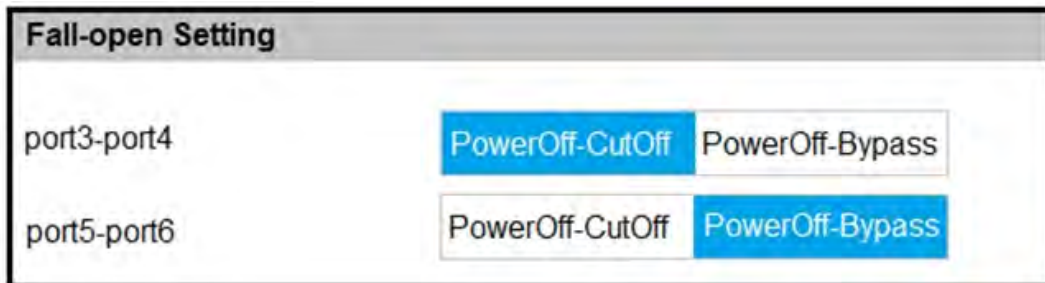 Fall-open Setting
port3-port4 PowerOff-CutOff PowerOff-Bypass
port5-port6 PowerOff-CutOff PowerOff-Bypass